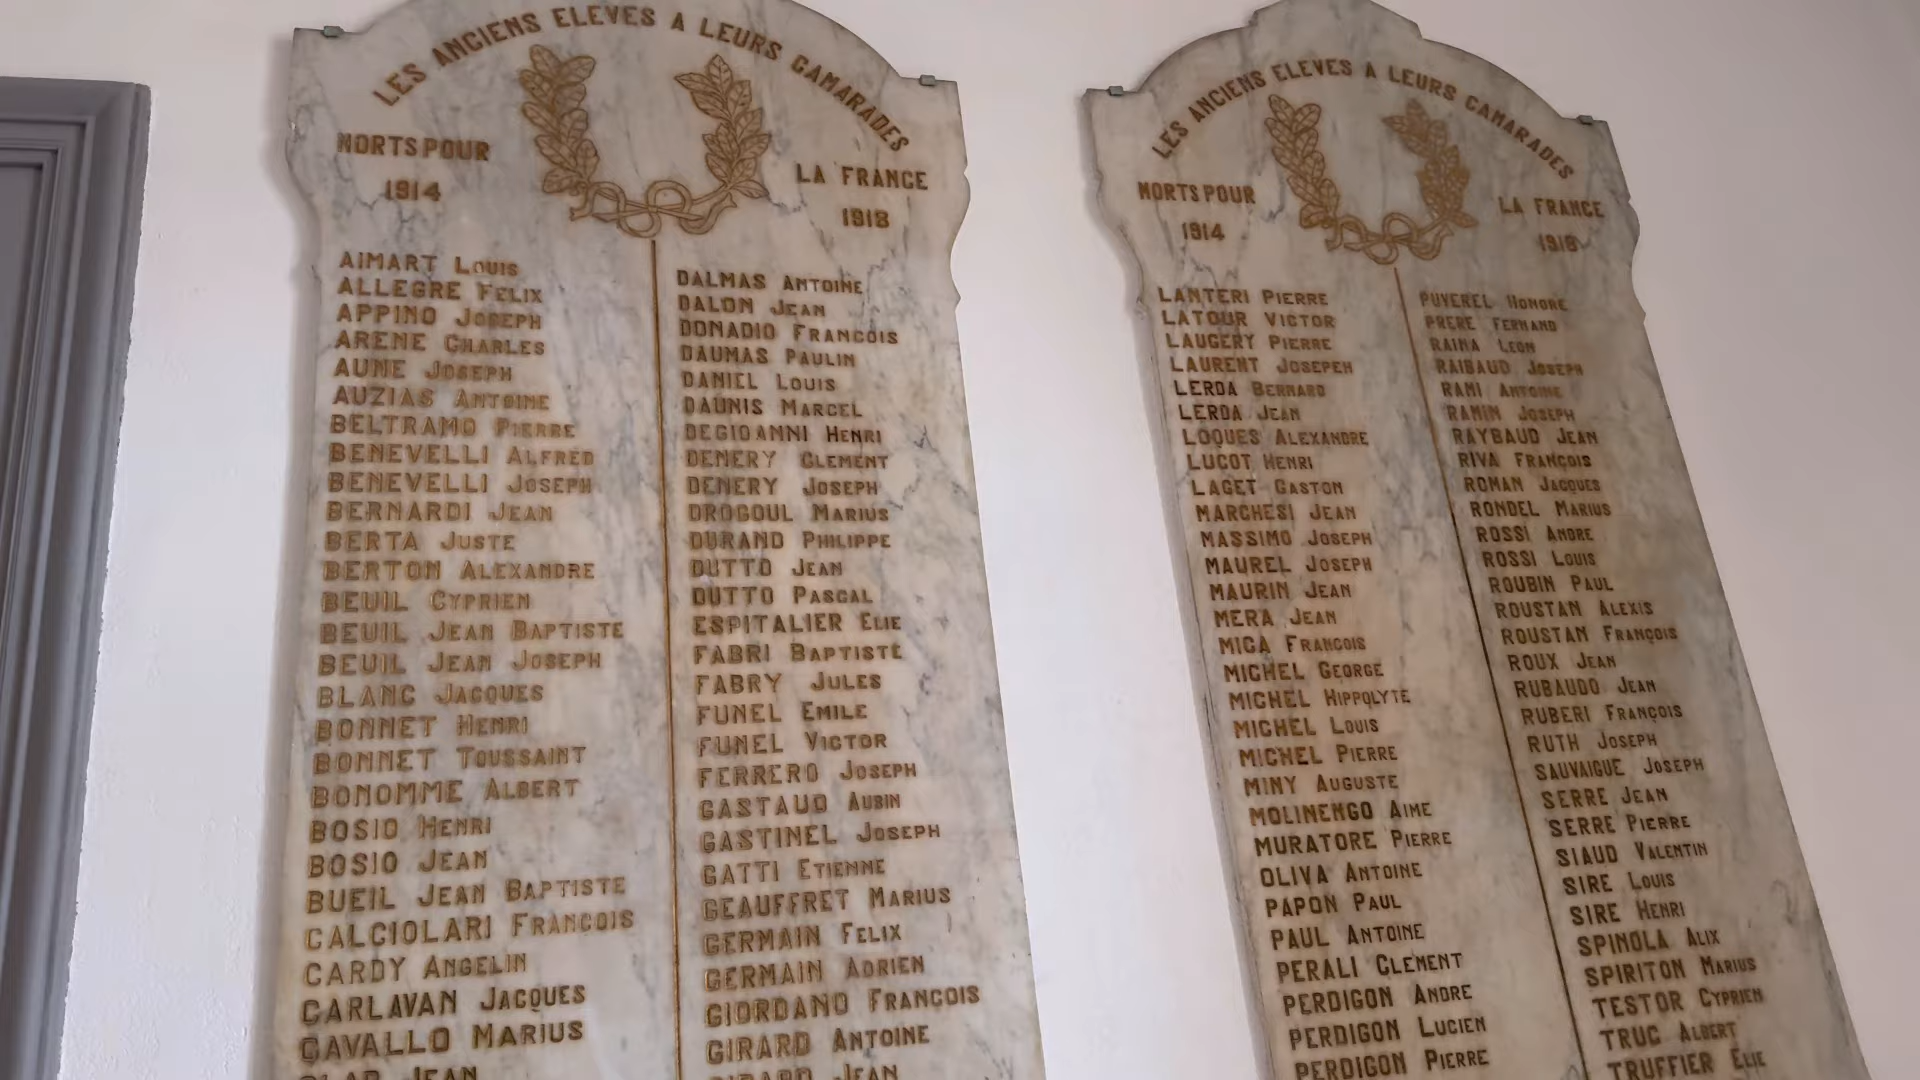 LES ANCIENS ELEVES A LEURS CAMARADES
MORTS POUR LA FRANCE
1914 1918
AIMART LOUIS
ALLEGRE FELIX
APPINO JOSEPH
ARENE CHARLES
AUNE JOSEPH
AUZIAS ANTOINE
BELTRAMO PIERRE
BENEVELLI ALFRED
BENEVELLI JOSEPH
BERNARDI JEAN
BERTA JUSTE
BERTON ALEXANDRE
BEUIL CYPRIEN
BEUIL JEAN BAPTISTE
BEUIL JEAN JOSEPH
BLANC JACQUES
BONNET HENRI
BONNET TOUSSAINT
BONOMME ALBERT
BOSIO HENRI
BOSIO JEAN
BUEIL JEAN BAPTISTE
CALCIOLARI FRANCOIS
CARDY ANGELIN
CARLAVAN JACQUES
CAVALLO MARIUS
JEAN
DALMAS ANTOINE
DALON JEAN
DONADIO FRANCOIS
DAUMAS PAULIN
DANIEL LOUIS
DAUNIS MARCEL
DEGIOANNI HENRI
DENERY CLEMENT
DENERY JOSEPH
DROGOUL MARIUS
DURAND PHILIPPE
DUTTO JEAN
DUTTO PASCAL
ESPITALIER ELIE
FABRI BAPTISTE
FABRY JULES
FUNEL EMILE
FUNEL VICTOR
FERRERO JOSEPH
GASTAUD AUBIN
GASTINEL JOSEPH
GATTI ETIENNE
GEAUFFRET MARIUS
GERMAIN FELIX
GERMAIN ADRIEN
GIORDANO FRANCOIS
GIRARD ANTOINE
GIRARD JEAN
LES ANCIENS ELEVES A LEURS CAMARADES
MORTS POUR LA FRANCE
1914 1918
LANTERI PIERRE
LATOUR VICTOR
LAUGERY PIERRE
LAURENT JOSEPEH
LERDA BERNARD
LERDA JEAN
LOQUES ALEXANDRE
LUCOT HENRI
LAGET GASTON
MARCHESI JEAN
MASSIMO JOSEPH
MAUREL JOSEPH
MAURIN JEAN
MERA JEAN
MICA FRANCOIS
MICHEL GEORGE
MICHEL HIPPOLYTE
MICHEL LOUIS
MICHEL PIERRE
MINY AUGUSTE
MOLINENGO AIME
MURATORE PIERRE
OLIVA ANTOINE
PAPON PAUL
PAUL ANTOINE
PERALI CLEMENT
PERDIGON ANDRE
PERDIGON LUCIEN
PERDIGON PIERRE
PUVEREL HONORE
PRERE FERNAND
RAINA LEON
RAIBAUD JOSEPH
RAMI ANTOINE
RAMIN JOSEPH
RAYBAUD JEAN
RIVA FRANÇOIS
ROMAN JACQUES
RONDEL MARIUS
ROSSI ANDRE
ROSSI LOUIS
ROUBIN PAUL
ROUSTAN ALEXIS
ROUSTAN FRANÇOIS
ROUX JEAN
RUBAUDO JEAN
RUBERI FRANÇOIS
RUTH JOSEPH
SAUVAIGUE JOSEPH
SERRE JEAN
SERRE PIERRE
SIAUD VALENTIN
SIRE LOUIS
SIRE HENRI
SPINOLA ALIX
SPIRITON MARIUS
TESTOR CYPRIEN
TRUC ALBERT
TRUFFIER ELIE